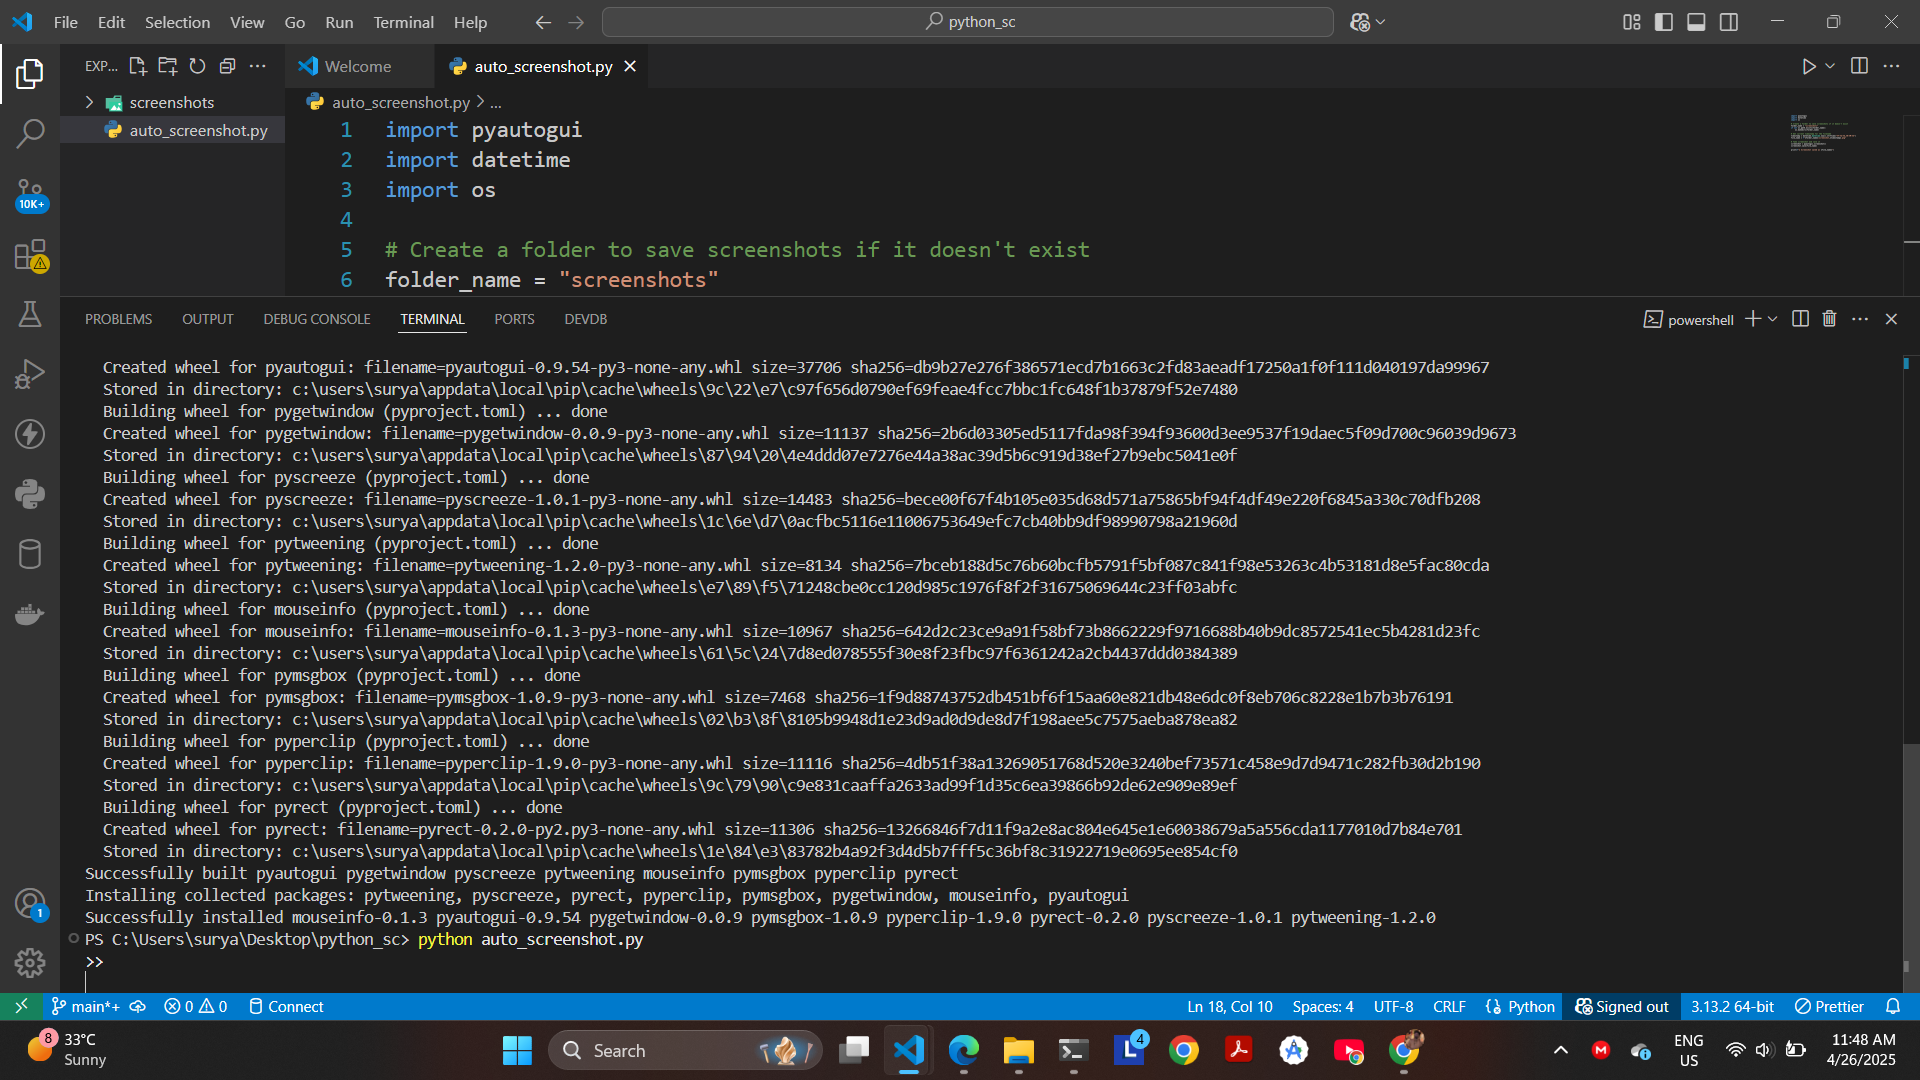 File Edit Selection View Go Run Terminal Help
python_sc
EXP...
Welcome
auto_screenshot.py
screenshots
auto_screenshot.py
auto_screenshot.py > ...
1 import pyautogui
2 import datetime
3 import os
4
5 # Create a folder to save screenshots if it doesn't exist
6 folder_name = "screenshots"
10K+
PROBLEMS OUTPUT DEBUG CONSOLE TERMINAL PORTS DEVDB
powershell
Created wheel for pyautogui: filename=pyautogui-0.9.54-py3-none-any.whl size=37706 sha256=db9b27e276f386571ecd7b1663c2fd83aeadf17250a1f0f111d040197da99967
Stored in directory: c:\users\surya\appdata\local\pip\cache\wheels\9c\22\e7\c97f656d0790ef69feae4fcc7bbc1fc648f1b37879f52e7480
Building wheel for pygetwindow (pyproject.toml) ... done
Created wheel for pygetwindow: filename=pygetwindow-0.0.9-py3-none-any.whl size=11137 sha256=2b6d03305ed5117fda98f394f93600d3ee9537f19daec5f09d700c96039d9673
Stored in directory: c:\users\surya\appdata\local\pip\cache\wheels\87\94\20\4e4ddd07e7276e44a38ac39d5b6c919d38ef27b9ebc5041e0f
Building wheel for pyscreeze (pyproject.toml) ... done
Created wheel for pyscreeze: filename=pyscreeze-1.0.1-py3-none-any.whl size=14483 sha256=bece00f67f4b105e035d68d571a75865bf94f4df49e220f6845a330c70dfb208
Stored in directory: c:\users\surya\appdata\local\pip\cache\wheels\1c\6e\d7\0acfbc5116e11006753649efc7cb40bb9df98990798a21960d
Building wheel for pytweening (pyproject.toml) ... done
Created wheel for pytweening: filename=pytweening-1.2.0-py3-none-any.whl size=8134 sha256=7bceb188d5c76b60bcfb5791f5bf087c841f98e53263c4b53181d8e5fac80cda
Stored in directory: c:\users\surya\appdata\local\pip\cache\wheels\e7\89\f5\71248cbe0cc120d985c1976f8f2f31675069644c23ff03abfc
Building wheel for mouseinfo (pyproject.toml) ... done
Created wheel for mouseinfo: filename=mouseinfo-0.1.3-py3-none-any.whl size=10967 sha256=642d2c23ce9a91f58bf73b8662229f9716688b40b9dc8572541ec5b4281d23fc
Stored in directory: c:\users\surya\appdata\local\pip\cache\wheels\61\5c\24\7d8ed078555f30e8f23fbc97f6361242a2cb4437ddd0384389
Building wheel for pymsgbox (pyproject.toml) ... done
Created wheel for pymsgbox: filename=pymsgbox-1.0.9-py3-none-any.whl size=7468 sha256=1f9d88743752db451bf6f15aa60e821db48e6dc0f8eb706c8228e1b7b3b76191
Stored in directory: c:\users\surya\appdata\local\pip\cache\wheels\02\b3\8f\8105b9948d1e23d9ad0d9de8d7f198aee5c7575aeba878ea82
Building wheel for pyperclip (pyproject.toml) ... done
Created wheel for pyperclip: filename=pyperclip-1.9.0-py3-none-any.whl size=11116 sha256=4db51f38a13269051768d520e3240bef73571c458e9d7d9471c282fb30d2b190
Stored in directory: c:\users\surya\appdata\local\pip\cache\wheels\9c\79\90\c9e831caaffa2633ad99f1d35c6ea39866b92de62e909e89ef
Building wheel for pyrect (pyproject.toml) ... done
Created wheel for pyrect: filename=pyrect-0.2.0-py2.py3-none-any.whl size=11306 sha256=13266846f7d11f9a2e8ac804e645e1e60038679a5a556cda1177010d7b84e701
Stored in directory: c:\users\surya\appdata\local\pip\cache\wheels\1e\84\e3\83782b4a92f3d4d5b7fff5c36bf8c31922719e0695ee854cf0
Successfully built pyautogui pygetwindow pyscreeze pytweening mouseinfo pymsgbox pyperclip pyrect
Installing collected packages: pytweening, pyscreeze, pyrect, pyperclip, pymsgbox, pygetwindow, mouseinfo, pyautogui
Successfully installed mouseinfo-0.1.3 pyautogui-0.9.54 pygetwindow-0.0.9 pymsgbox-1.0.9 pyperclip-1.9.0 pyrect-0.2.0 pyscreeze-1.0.1 pytweening-1.2.0
PS C:\Users\surya\Desktop\python_sc> python auto_screenshot.py
>>
1
main*+ 0 0 Connect Ln 18, Col 10 Spaces: 4 UTF-8 CRLF {} Python Signed out 3.13.2 64-bit Prettier
8
33°C
Sunny
Search
L
4
M
ENG
US
11:48 AM
4/26/2025